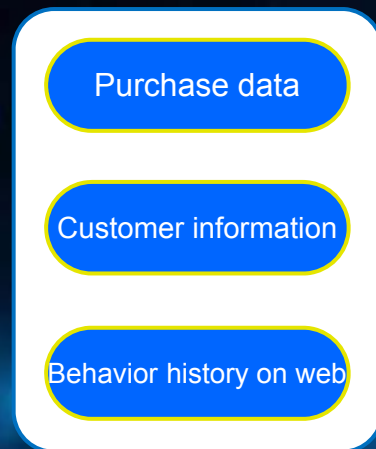 Purchase data
Customer information
Behavior history on web